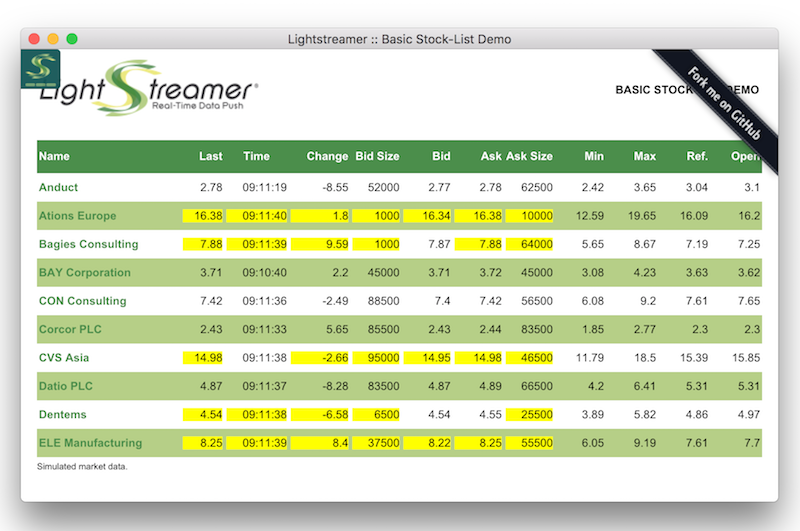 Lightstreamer :: Basic Stock-List Demo
LightStreamer®
Real-Time Data Push
BASIC STOCK DEMO
Fork me on GitHub
Name Last Time Change Bid Size Bid Ask Ask Size Min Max Ref. Open
Anduct 2.78 09:11:19 -8.55 52000 2.77 2.78 62500 2.42 3.65 3.04 3.1
Ations Europe 16.38 09:11:40 1.8 1000 16.34 16.38 10000 12.59 19.65 16.09 16.2
Bagies Consulting 7.88 09:11:39 9.59 1000 7.87 7.88 64000 5.65 8.67 7.19 7.25
BAY Corporation 3.71 09:10:40 2.2 45000 3.71 3.72 45000 3.08 4.23 3.63 3.62
CON Consulting 7.42 09:11:36 -2.49 88500 7.4 7.42 56500 6.08 9.2 7.61 7.65
Corcor PLC 2.43 09:11:33 5.65 85500 2.43 2.44 83500 1.85 2.77 2.3 2.3
CVS Asia 14.98 09:11:38 -2.66 95000 14.95 14.98 46500 11.79 18.5 15.39 15.85
Datio PLC 4.87 09:11:37 -8.28 83500 4.87 4.89 66500 4.2 6.41 5.31 5.31
Dentems 4.54 09:11:38 -6.58 6500 4.54 4.55 25500 3.89 5.82 4.86 4.97
ELE Manufacturing 8.25 09:11:39 8.4 37500 8.22 8.25 55500 6.05 9.19 7.61 7.7
Simulated market data.